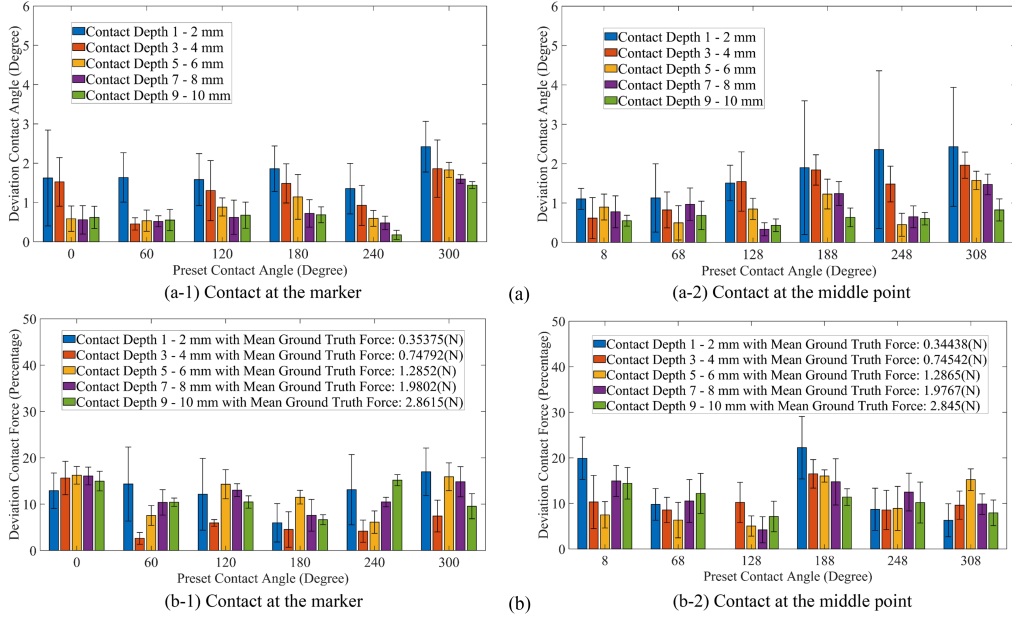 6
5
4
3
2
1
0
Deviation Contact Angle (Degree)
Contact Depth 1 - 2 mm
Contact Depth 3 - 4 mm
Contact Depth 5 - 6 mm
Contact Depth 7 - 8 mm
Contact Depth 9 - 10 mm
0 60 120 180 240 300
Preset Contact Angle (Degree)
(a-1) Contact at the marker
6
5
4
3
2
1
0
Deviation Contact Angle (Degree)
Contact Depth 1 - 2 mm
Contact Depth 3 - 4 mm
Contact Depth 5 - 6 mm
Contact Depth 7 - 8 mm
Contact Depth 9 - 10 mm
8 68 128 188 248 308
Preset Contact Angle (Degree)
(a-2) Contact at the middle point
(a)
50
40
30
20
10
0
Deviation Contact Force (Percentage)
Contact Depth 1 - 2 mm with Mean Ground Truth Force: 0.35375(N)
Contact Depth 3 - 4 mm with Mean Ground Truth Force: 0.74792(N)
Contact Depth 5 - 6 mm with Mean Ground Truth Force: 1.2852(N)
Contact Depth 7 - 8 mm with Mean Ground Truth Force: 1.9802(N)
Contact Depth 9 - 10 mm with Mean Ground Truth Force: 2.8615(N)
0 60 120 180 240 300
Preset Contact Angle (Degree)
(b-1) Contact at the marker
50
40
30
20
10
0
Deviation Contact Force (Percentage)
Contact Depth 1 - 2 mm with Mean Ground Truth Force: 0.34438(N)
Contact Depth 3 - 4 mm with Mean Ground Truth Force: 0.74542(N)
Contact Depth 5 - 6 mm with Mean Ground Truth Force: 1.2865(N)
Contact Depth 7 - 8 mm with Mean Ground Truth Force: 1.9767(N)
Contact Depth 9 - 10 mm with Mean Ground Truth Force: 2.845(N)
8 68 128 188 248 308
Preset Contact Angle (Degree)
(b-2) Contact at the middle point
(b)